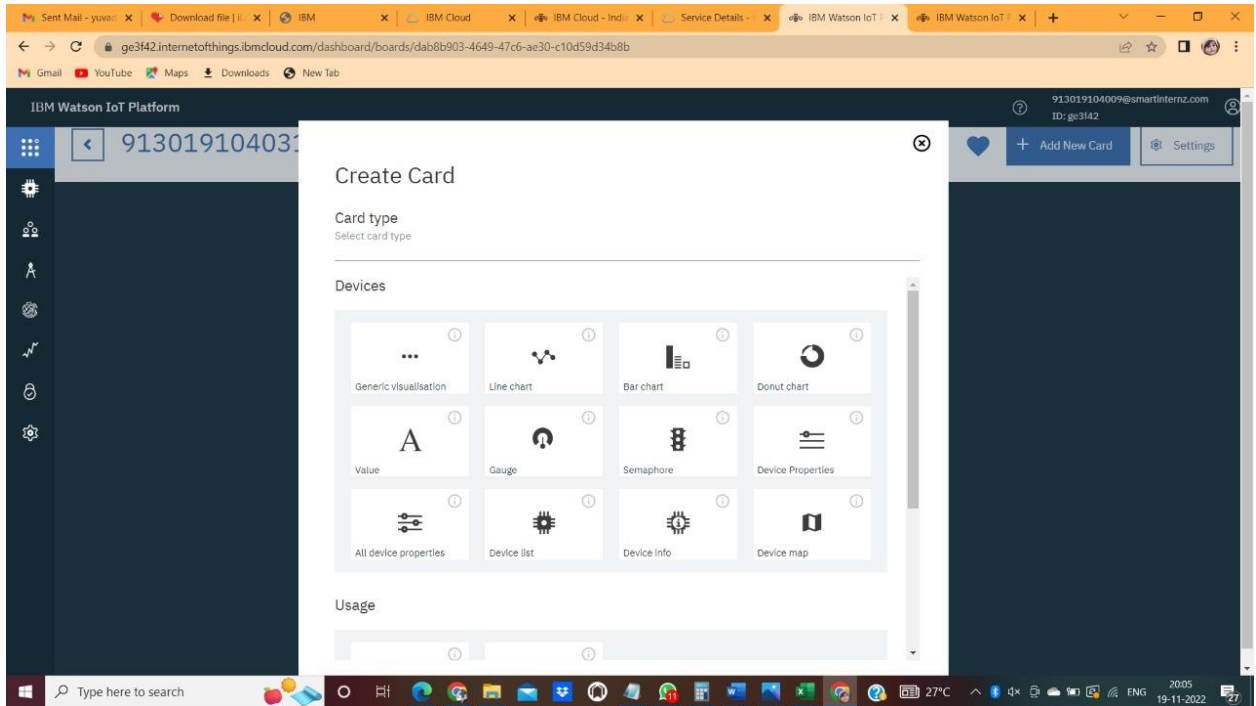 Sent Mail - yuva
Download file | iL
IBM
IBM Cloud
IBM Cloud - India
Service Details -
IBM Watson IoT P
IBM Watson IoT P
ge3f42.internetofthings.ibmcloud.com/dashboard/boards/dab8b903-4649-47c6-ae30-c10d59d34b8b
Gmail YouTube Maps Downloads New Tab
IBM Watson IoT Platform
913019104009@smartinternz.com
ID: ge3f42
913019104031
Add New Card
Settings
Create Card
Card type
Select card type
Devices
Generic visualisation Line chart Bar chart Donut chart
Value Gauge Semaphore Device Properties
All device properties Device list Device info Device map
Usage
Type here to search
27°C
ENG
20:05
19-11-2022
27